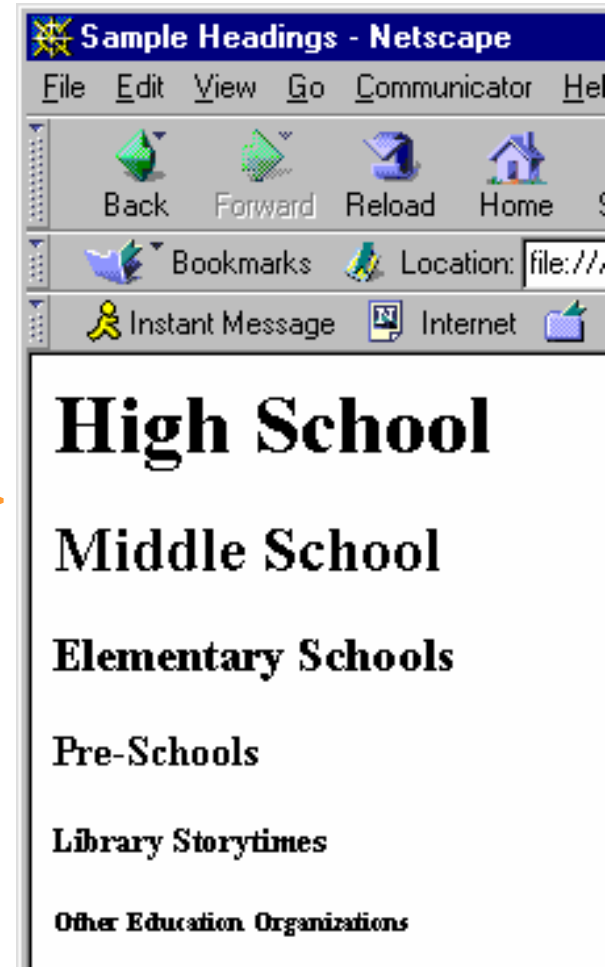 Sample Headings - Netscape
File Edit View Go Communicator
Back Forward Reload Home
Bookmarks Location: file:///
Instant Message Internet
High School
Middle School
Elementary Schools
Pre-Schools
Library Storytimes
Other Education Organizations